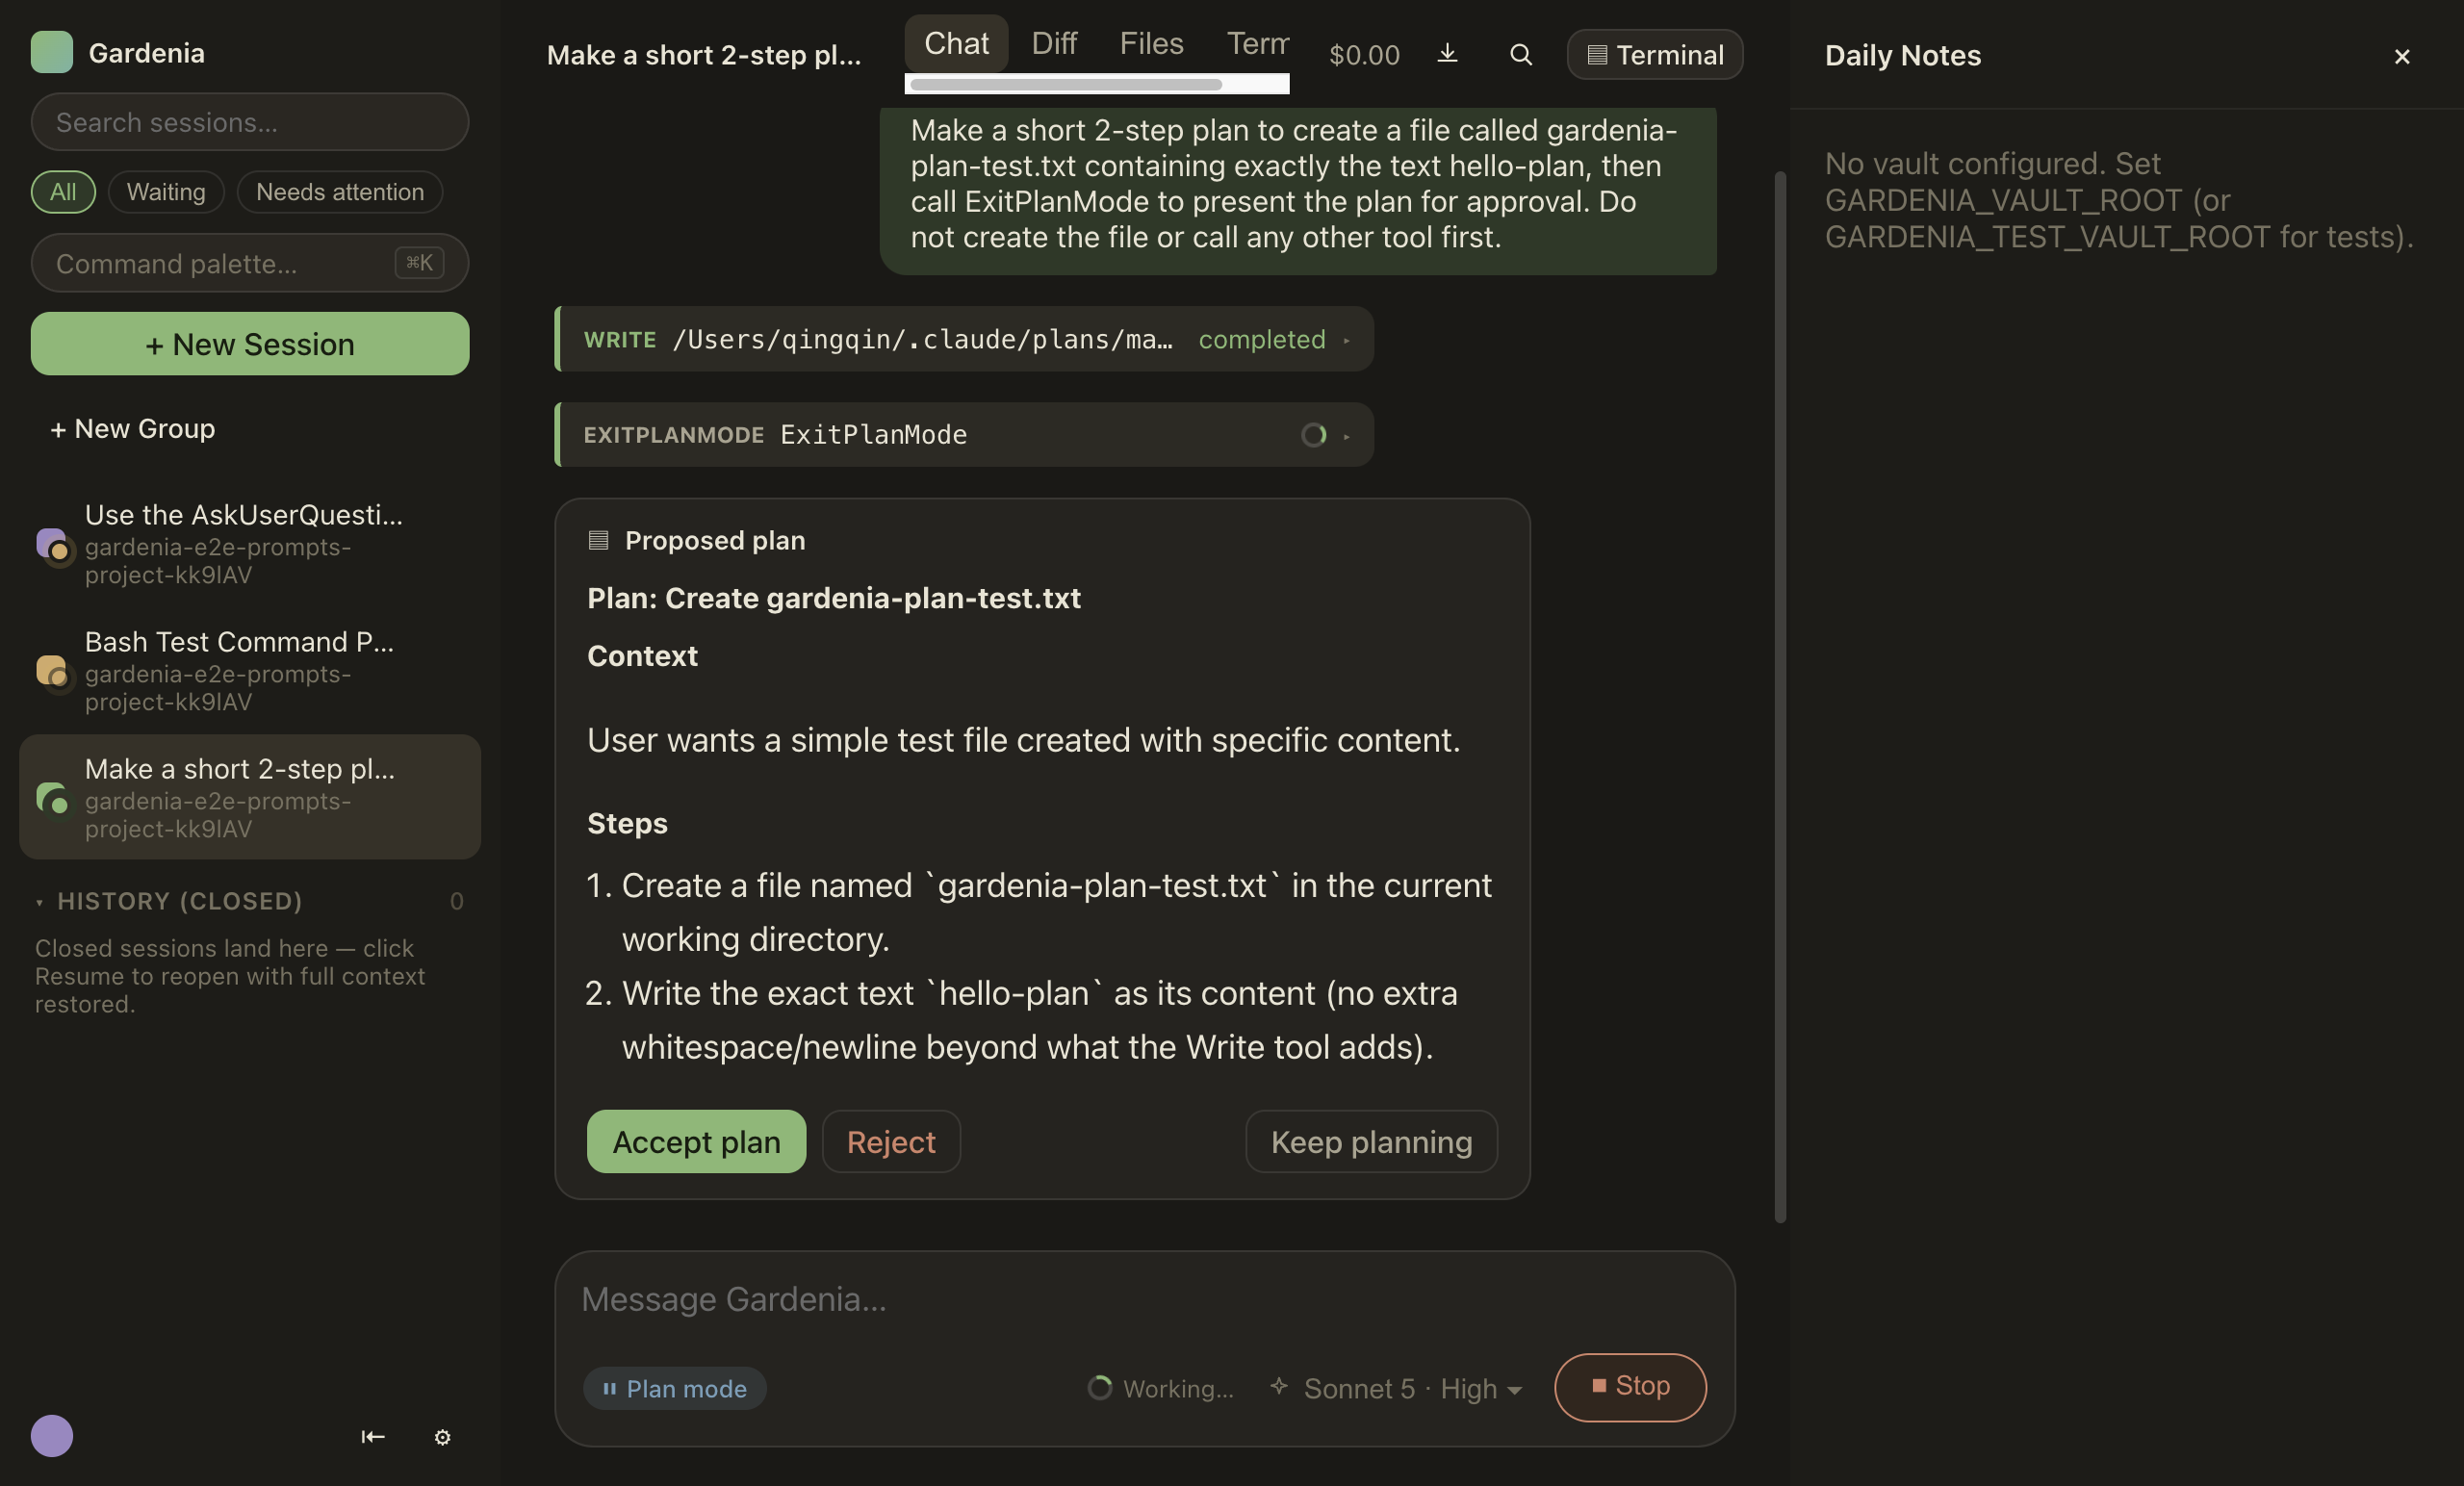 Gardenia
Search sessions...
All
Waiting
Needs attention
Command palette...
⌘K
+ New Session
+ New Group
Use the AskUserQuesti...
gardenia-e2e-prompts-
project-kk9lAV
Bash Test Command P...
gardenia-e2e-prompts-
project-kk9lAV
Make a short 2-step pl...
gardenia-e2e-prompts-
project-kk9lAV
HISTORY (CLOSED)
0
Closed sessions land here — click
Resume to reopen with full context
restored.
Make a short 2-step pl...
Chat
Diff
Files
Term
$0.00
Terminal
Make a short 2-step plan to create a file called gardenia-
plan-test.txt containing exactly the text hello-plan, then
call ExitPlanMode to present the plan for approval. Do
not create the file or call any other tool first.
WRITE /Users/qingqin/.claude/plans/ma… completed
EXITPLANMODE ExitPlanMode
Proposed plan
Plan: Create gardenia-plan-test.txt
Context
User wants a simple test file created with specific content.
Steps
1. Create a file named `gardenia-plan-test.txt` in the current
working directory.
2. Write the exact text `hello-plan` as its content (no extra
whitespace/newline beyond what the Write tool adds).
Accept plan
Reject
Keep planning
Message Gardenia...
Plan mode
Working...
Sonnet 5 · High
Stop
Daily Notes
×
No vault configured. Set
GARDENIA_VAULT_ROOT (or
GARDENIA_TEST_VAULT_ROOT for tests).